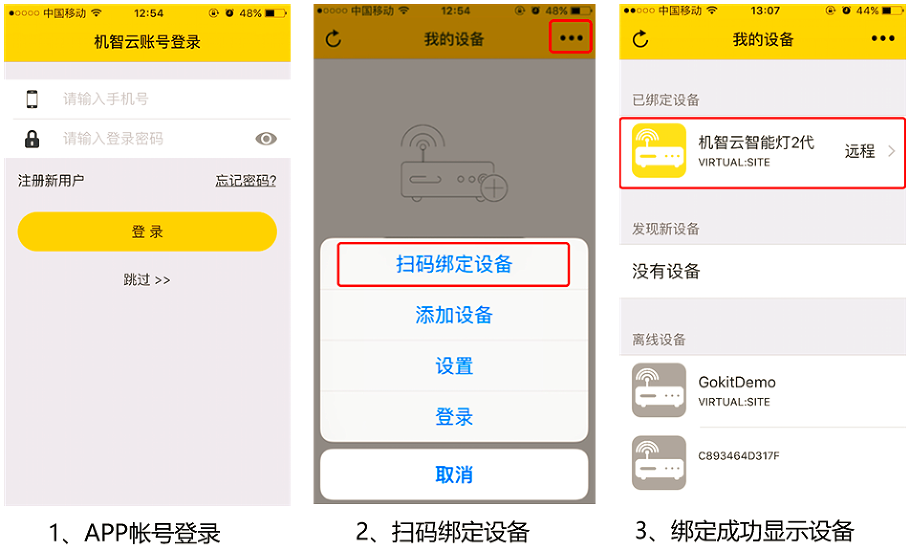 中国移动 12:54 48%
机智云账号登录
请输入手机号
请输入登录密码
注册新用户 忘记密码?
登 录
跳过 >>
1、APP帐号登录
中国移动 12:54 48%
我的设备
扫码绑定设备
添加设备
设置
登录
取消
2、扫码绑定设备
中国移动 13:07 44%
我的设备
已绑定设备
机智云智能灯2代
VIRTUAL:SITE
远程
发现新设备
没有设备
离线设备
GokitDemo
VIRTUAL:SITE
C893464D317F
3、绑定成功显示设备